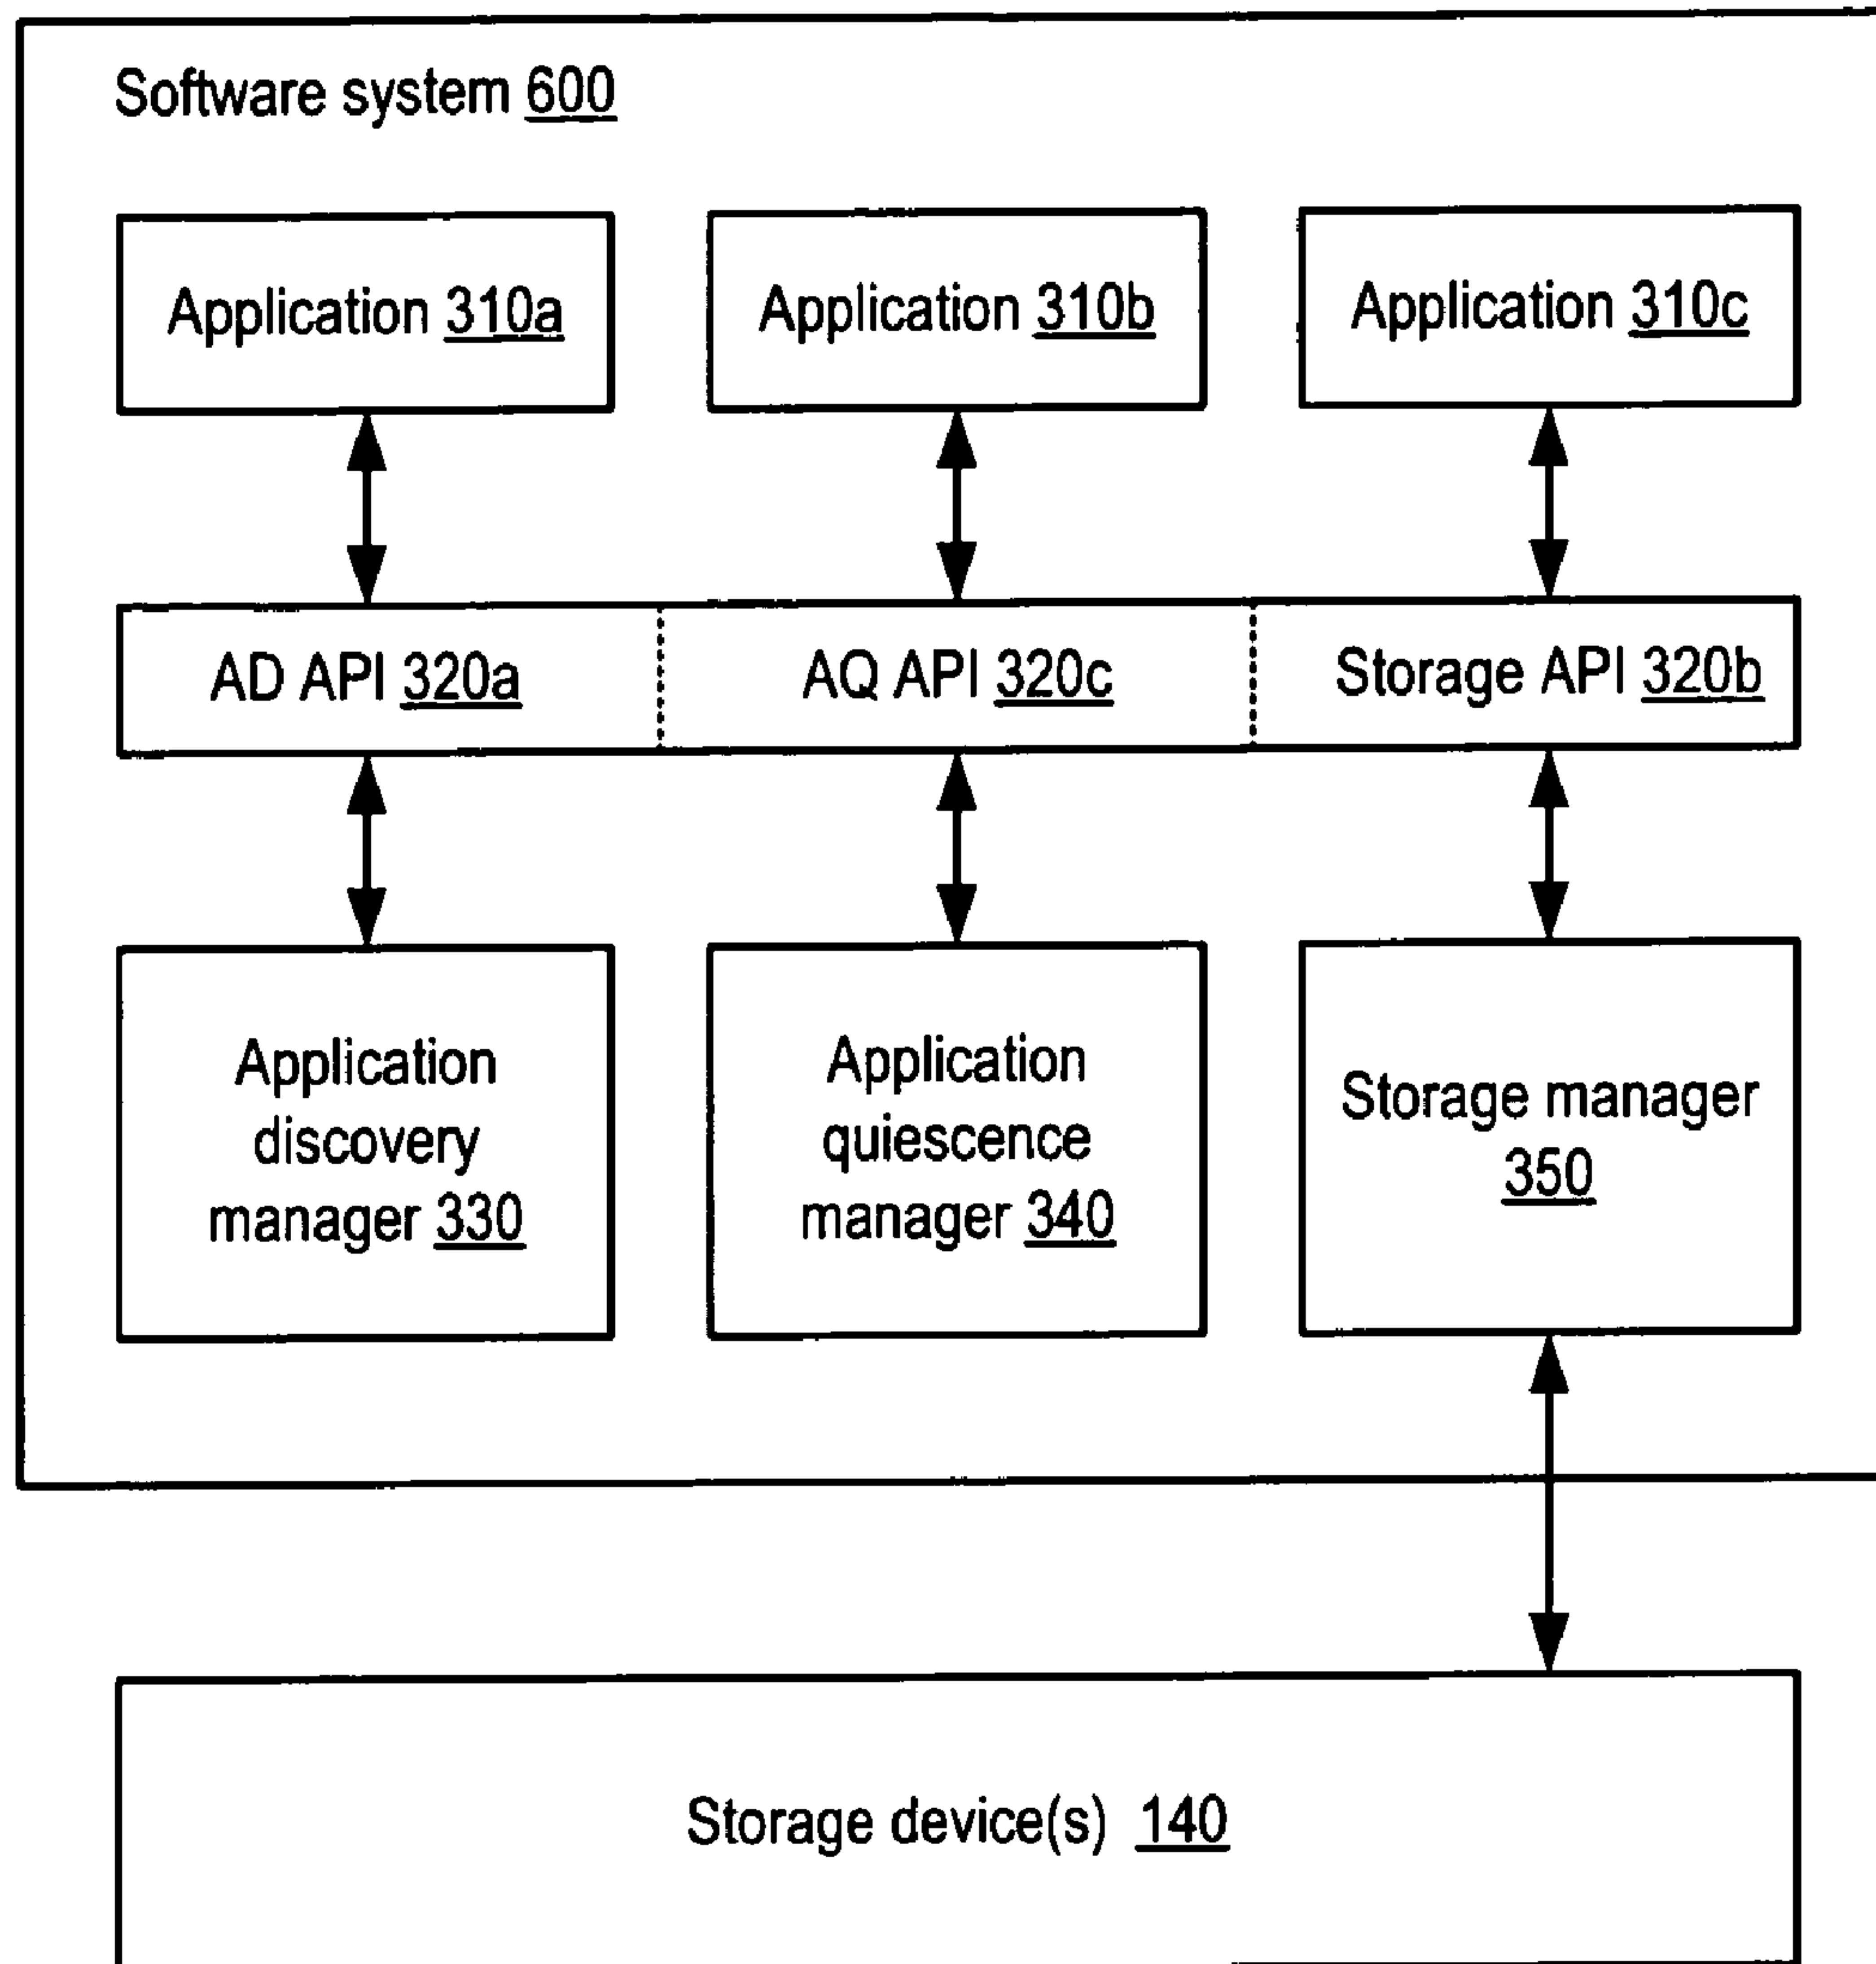 Software system 600
Application 310a
Application 310b
Application 310c
AD API 320a
AQ API 320c
Storage API 320b
Application
discovery
manager 330
Application
quiescence
manager 340
Storage manager
350
Storage device(s) 140